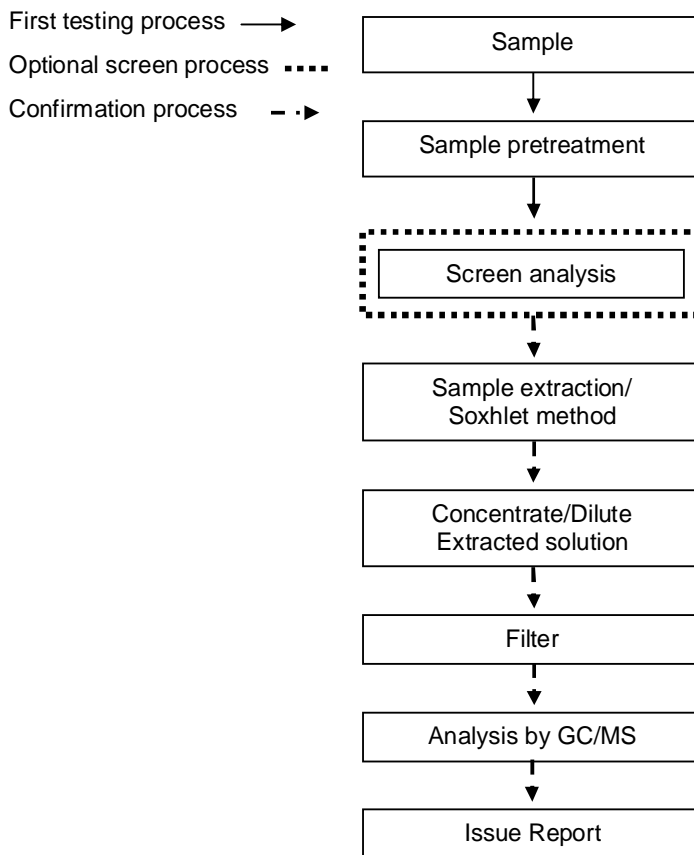 First testing process
Optional screen process
Confirmation process
Sample
Sample pretreatment
Screen analysis
Sample extraction/
Soxhlet method
Concentrate/Dilute
Extracted solution
Filter
Analysis by GC/MS
Issue Report